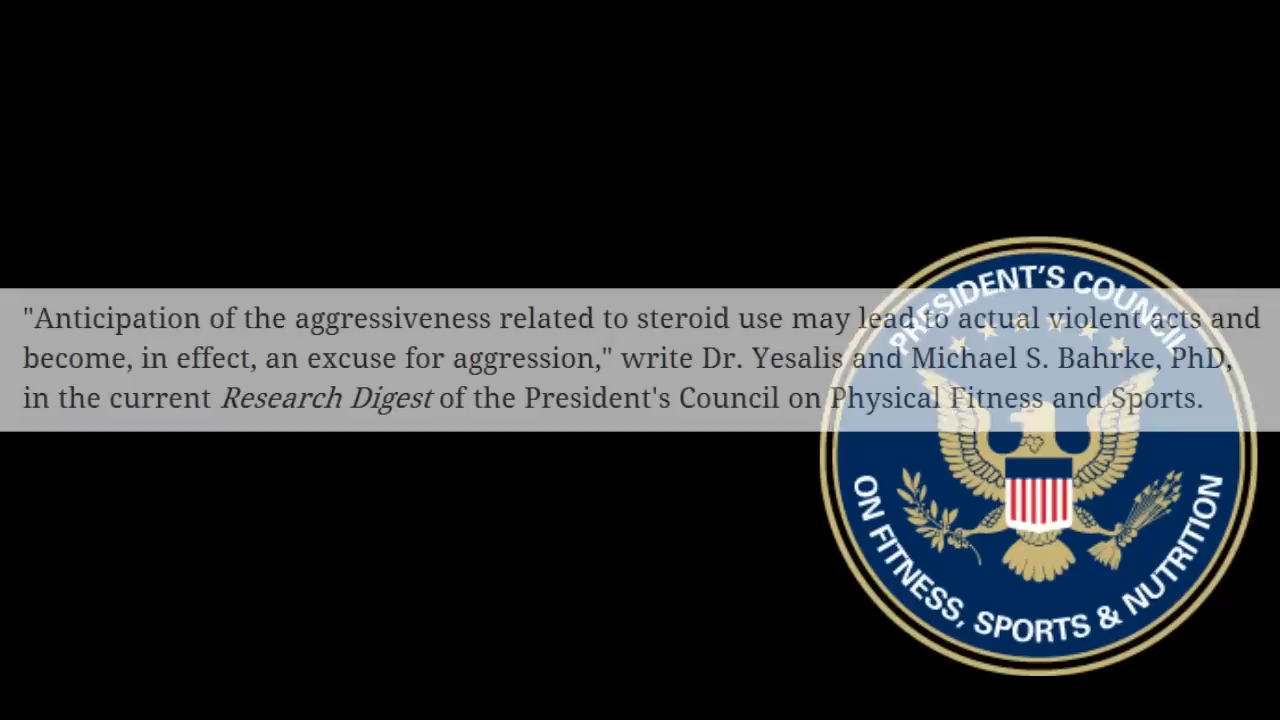 "Anticipation of the aggressiveness related to steroid use may lead to actual violent acts and
become, in effect, an excuse for aggression," write Dr. Yesalis and Michael S. Bahrke, PhD,
in the current Research Digest of the President's Council on Physical Fitness and Sports.
PRESIDENT'S COUNCIL
ON FITNESS, SPORTS & NUTRITION